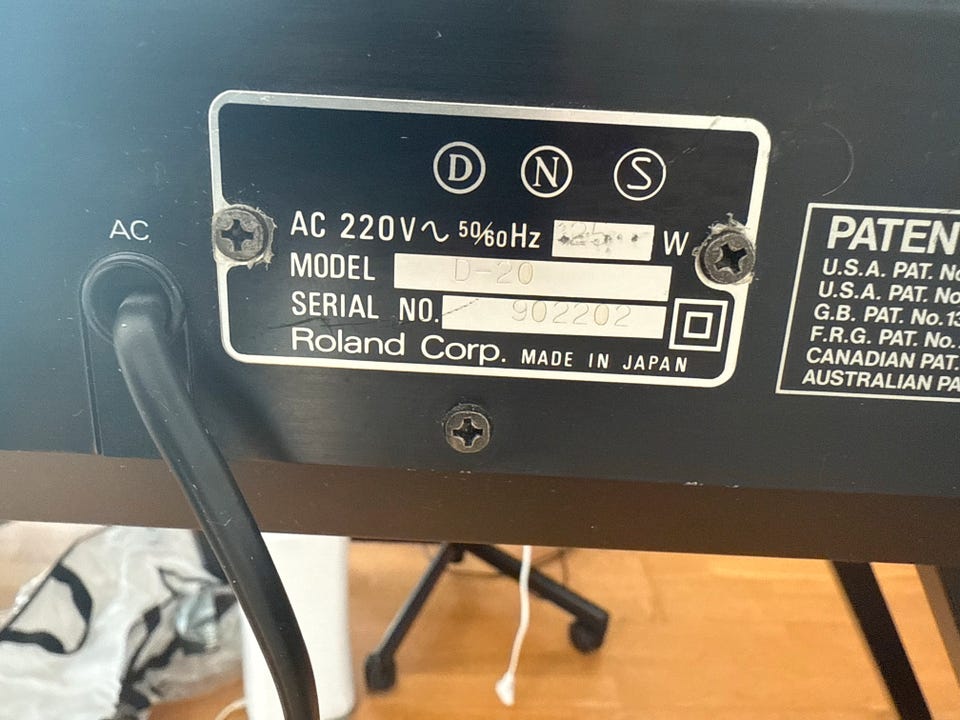 D N S
AC
AC 220V ~ 50/60Hz W
MODEL D-20
SERIAL NO. 902202
Roland Corp. MADE IN JAPAN
PATEN
U.S.A. PAT. No
U.S.A. PAT. No
G.B. PAT. No.13
F.R.G. PAT. No.
CANADIAN PAT.
AUSTRALIAN PA